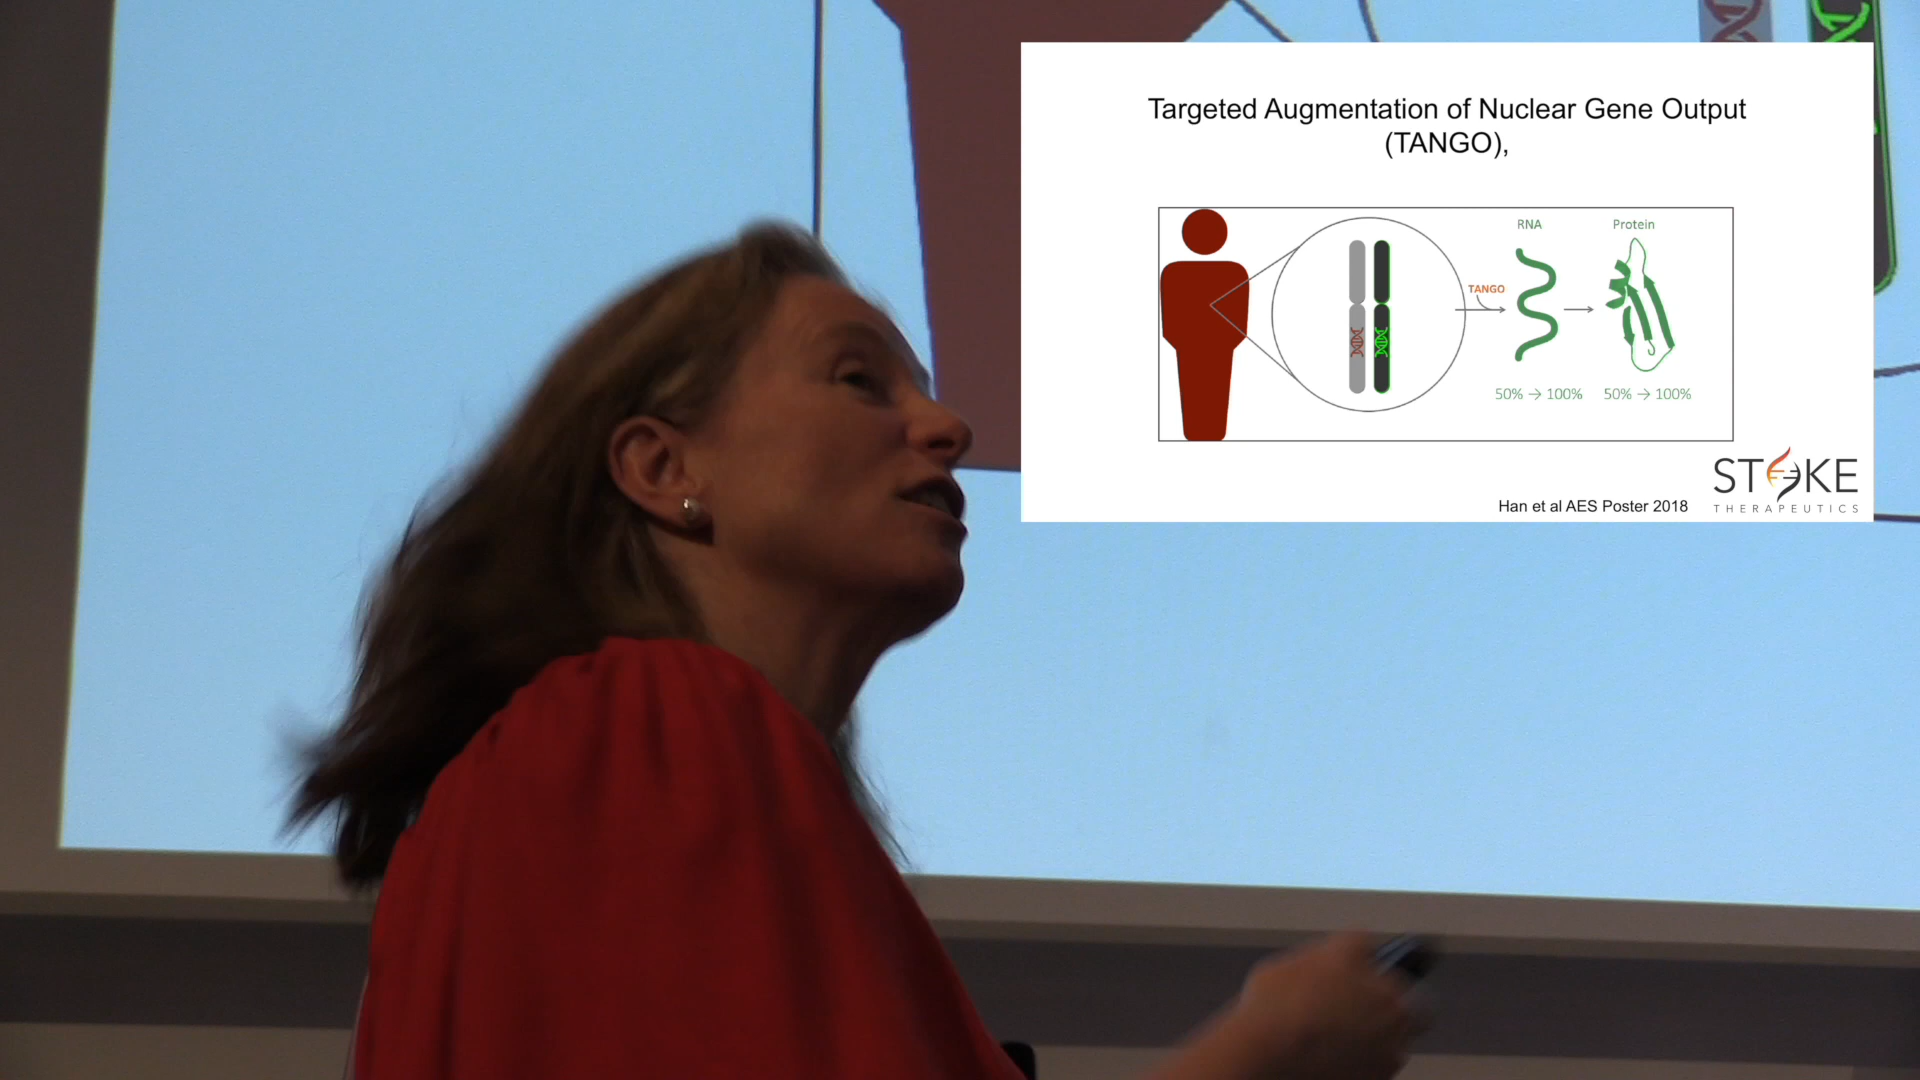 Targeted Augmentation of Nuclear Gene Output
(TANGO),
RNA
Protein
TANGO
50% → 100%
50% → 100%
Han et al AES Poster 2018
STOKE
THERAPEUTICS